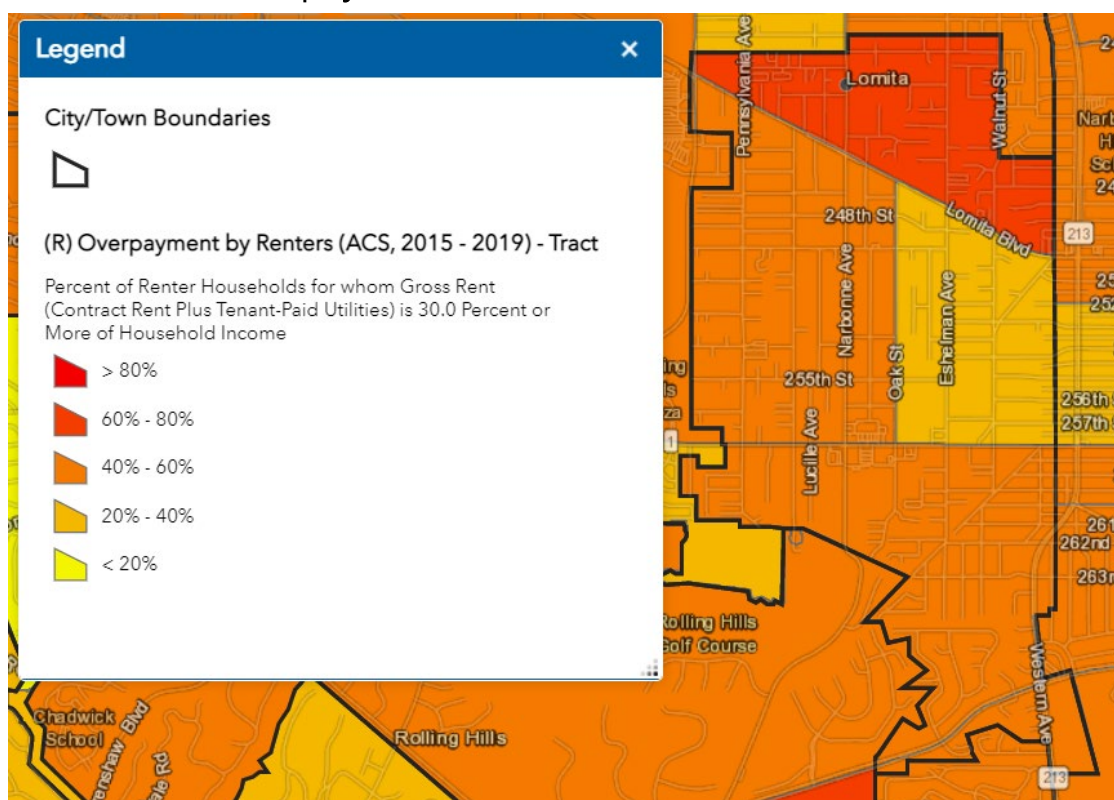 Legend
×
City/Town Boundaries
(R) Overpayment by Renters (ACS, 2015 - 2019) - Tract
Percent of Renter Households for whom Gross Rent
(Contract Rent Plus Tenant-Paid Utilities) is 30.0 Percent or
More of Household Income
> 80%
60% - 80%
40% - 60%
20% - 40%
< 20%
Pennsylvania Ave
Lomita
Walnut St
248th St
Lomita Blvd
213
Narbonne Ave
Eshelman Ave
Oak St
255th St
256th
257th
1
Lucille Ave
262nd
Rolling Hills
Golf Course
Western Ave
213
Chadwick
School
Rolling Hills